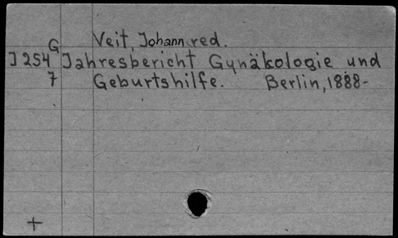 G Veit, Johann red.
J 254 Jahresbericht Gynäkologie und
7 Geburtshilfe. Berlin, 1888-
+